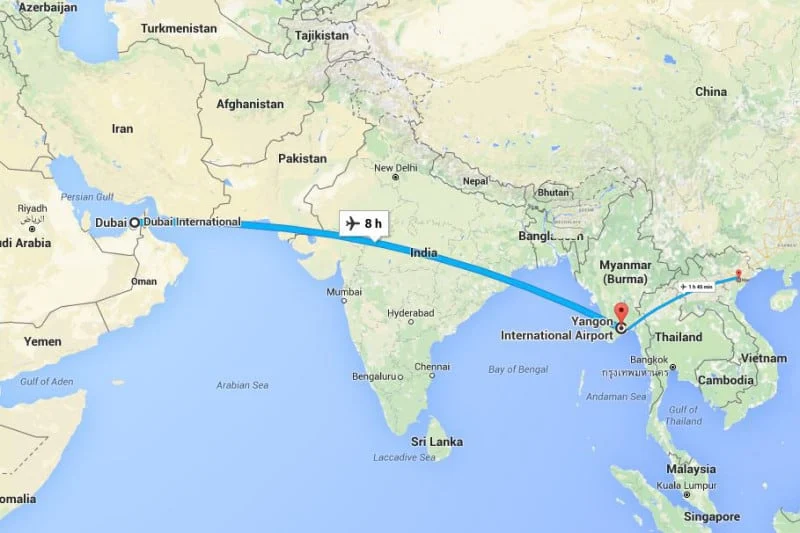 Azerbaijan
Turkmenistan
Tajikistan
China
Afghanistan
Iran
Pakistan
New Delhi
Nepal
Bhutan
Persian Gulf
Riyadh
الرياض
Dubai
Dubai International
8 h
udi Arabia
India
Bangladesh
Myanmar
(Burma)
Oman
1 h 45 min
Mumbai
Hyderabad
Yangon
International Airport
Yemen
Thailand
Vietnam
Bangkok
กรุงเทพมหานคร
Gulf of Aden
Arabian Sea
Bengaluru
Chennai
Bay of Bengal
Cambodia
Andaman Sea
Gulf of
Thailand
Sri Lanka
Laccadive Sea
Malaysia
Kuala Lumpur
omalia
Singapore